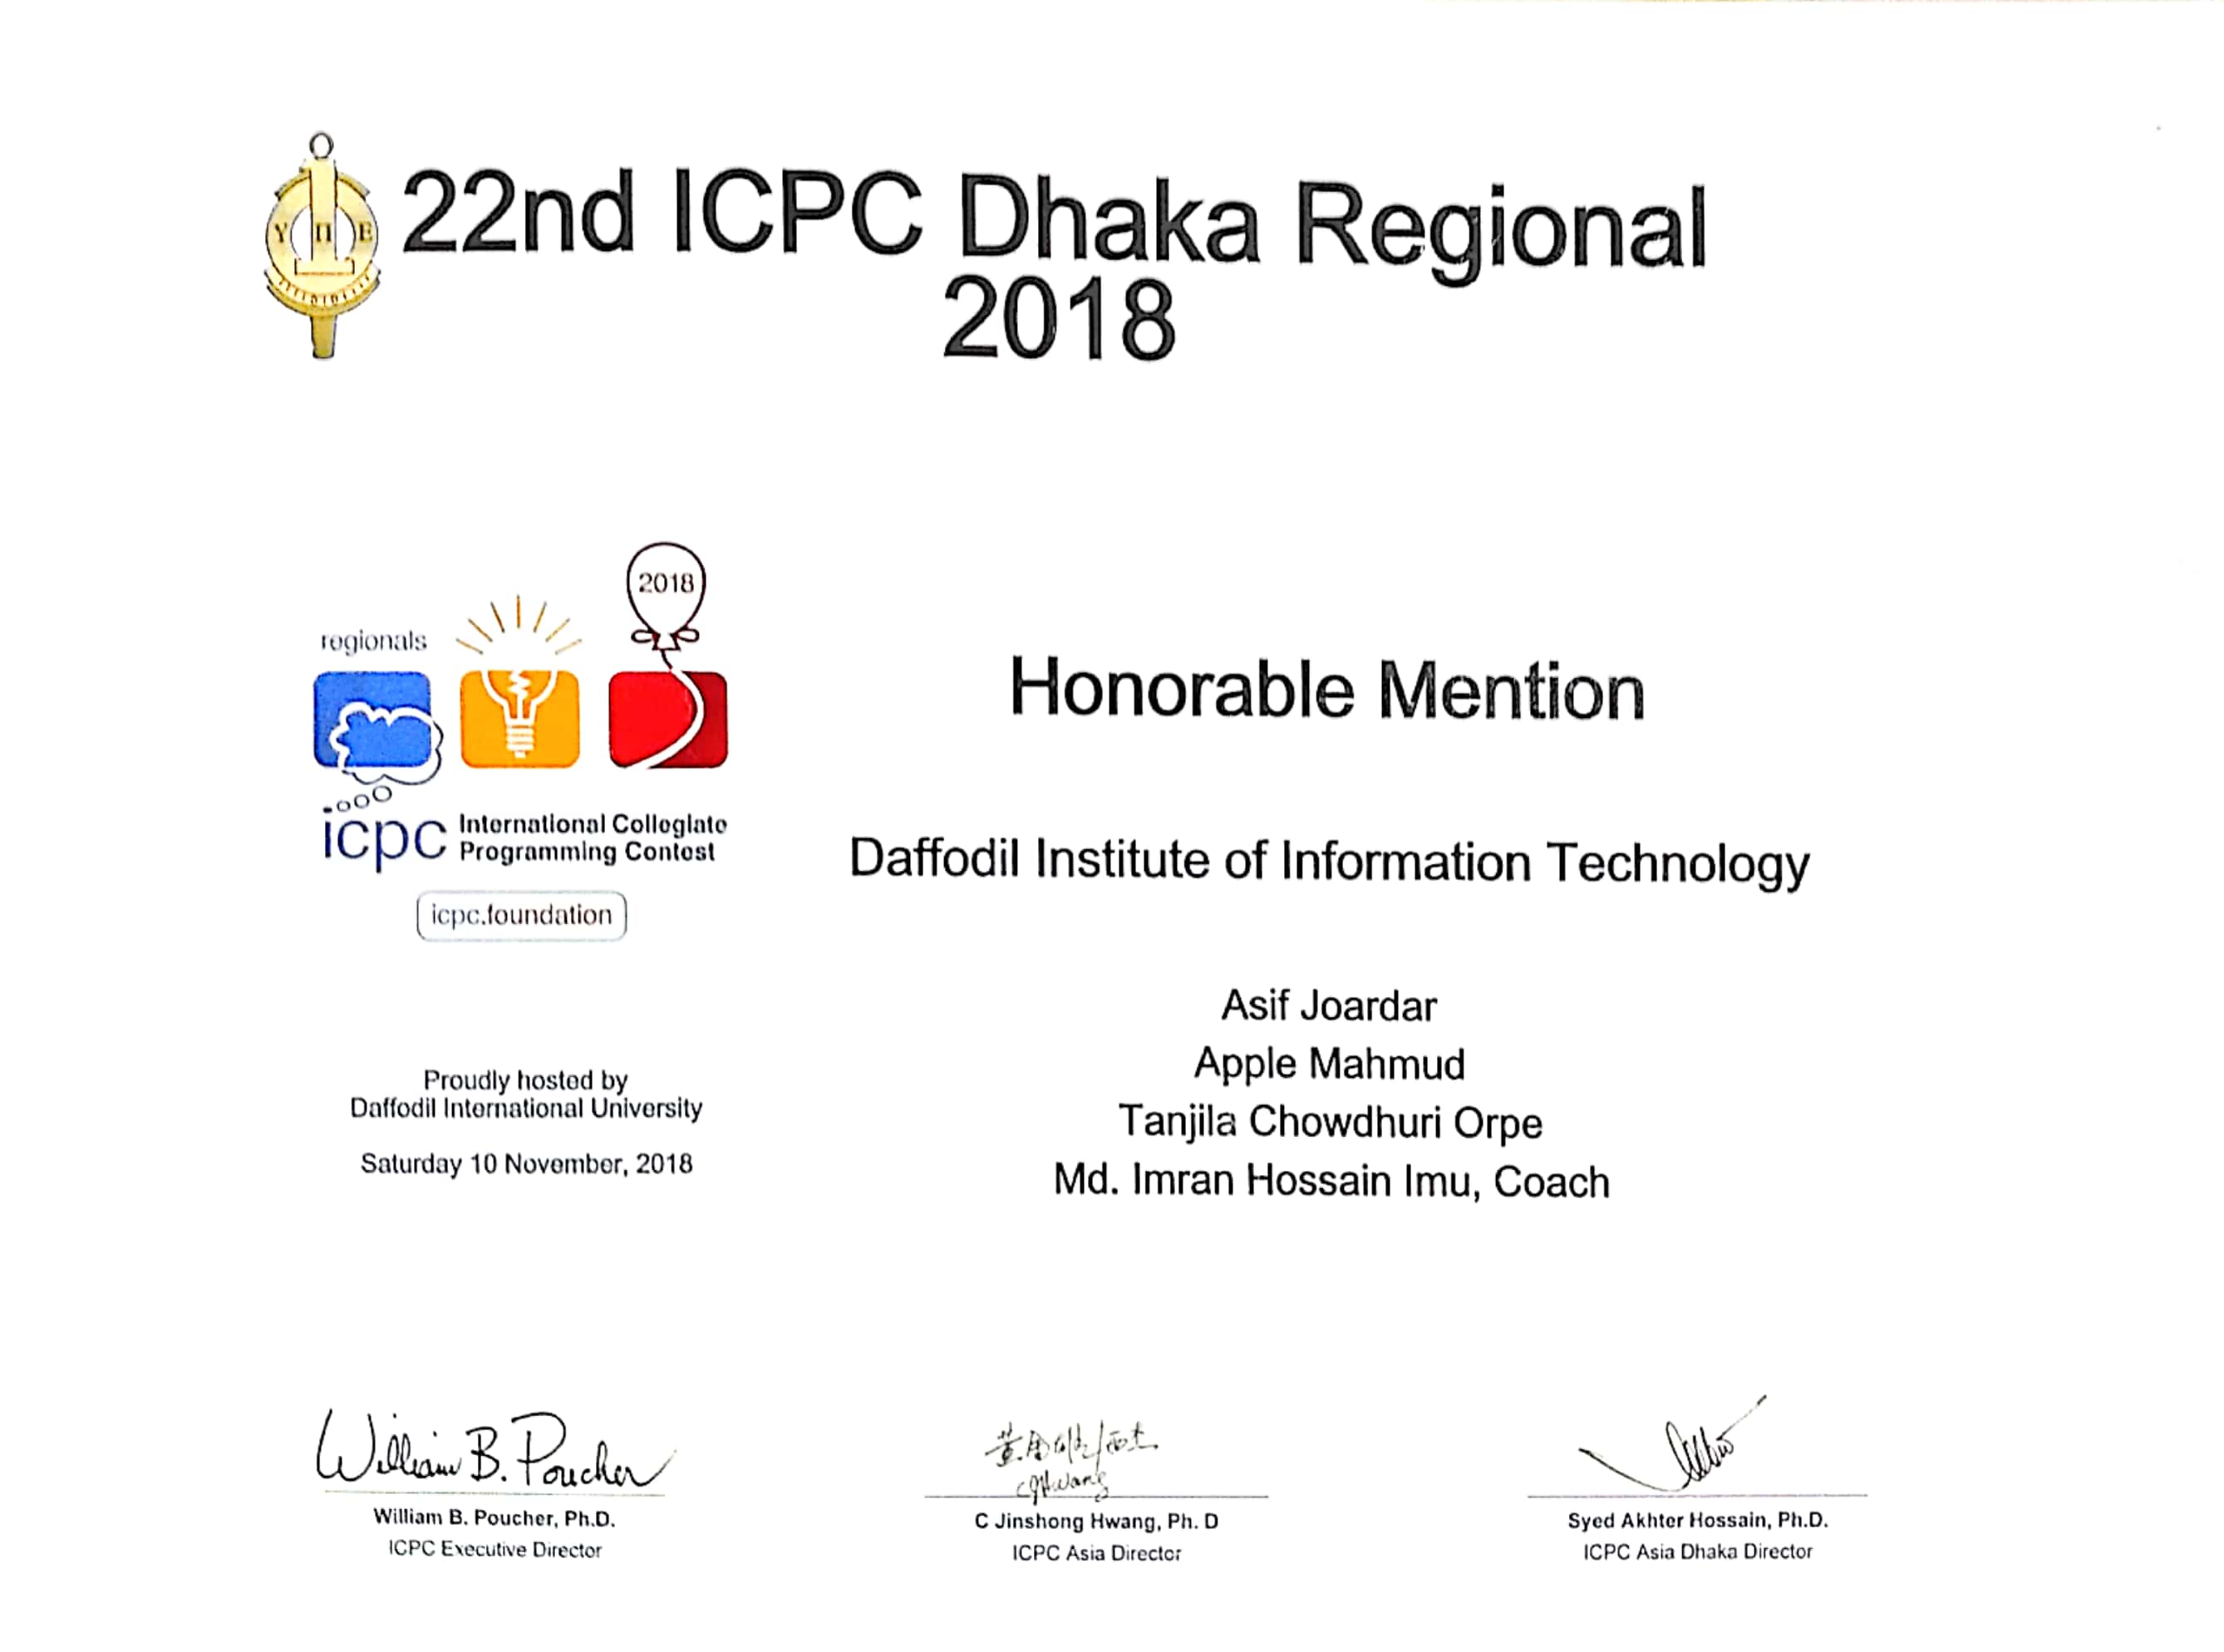 22nd ICPC Dhaka Regional
2018
Υ Π Ε
2018
regionals
icpc International Collegiate
Programming Contest
icpc.foundation
Proudly hosted by
Daffodil International University
Saturday 10 November, 2018
Honorable Mention
Daffodil Institute of Information Technology
Asif Joardar
Apple Mahmud
Tanjila Chowdhuri Orpe
Md. Imran Hossain Imu, Coach
William B. Poucher
William B. Poucher, Ph.D.
ICPC Executive Director
CJHwang
C Jinshong Hwang, Ph. D
ICPC Asia Director
Syed Akhter Hossain, Ph.D.
ICPC Asia Dhaka Director